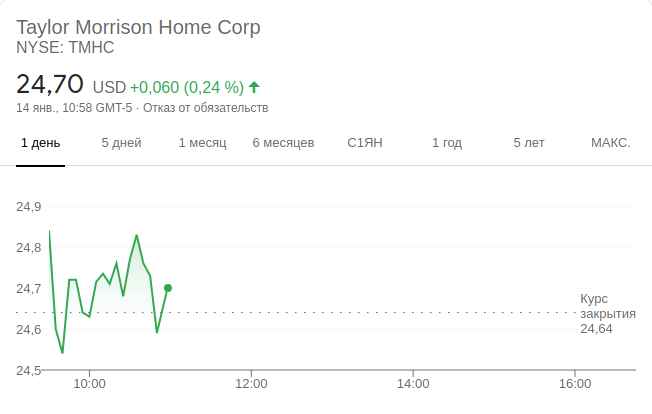 Taylor Morrison Home Corp
NYSE: TMHC
24,70 USD +0,060 (0,24 %)
14 янв., 10:58 GMT-5 · Отказ от обязательств
1 день 5 дней 1 месяц 6 месяцев С1ЯН 1 год 5 лет МАКС.
24,9
24,8
24,7
24,6
24,5
Курс
закрытия
24,64
10:00 12:00 14:00 16:00